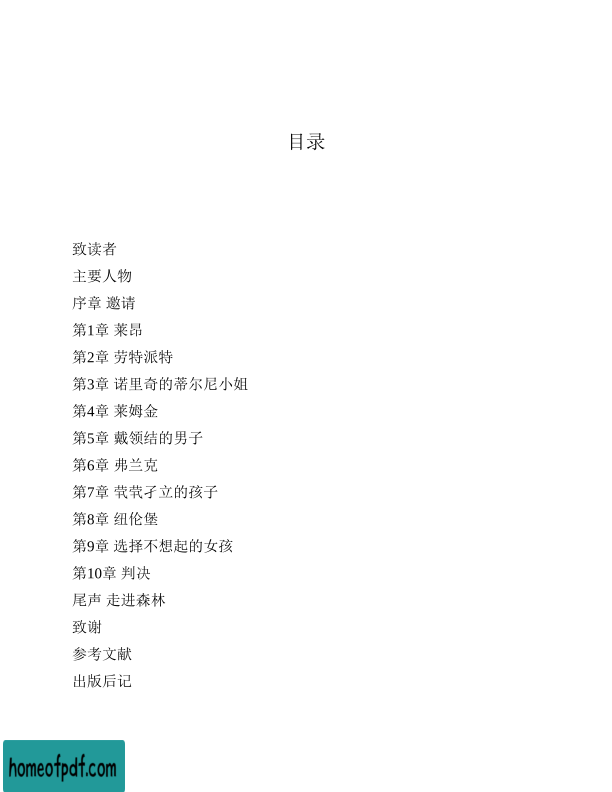 目录
致读者
主要人物
序章 邀请
第1章 莱昂
第2章 劳特派特
第3章 诺里奇的蒂尔尼小姐
第4章 莱姆金
第5章 戴领结的男子
第6章 弗兰克
第7章 茕茕孑立的孩子
第8章 纽伦堡
第9章 选择不想起的女孩
第10章 判决
尾声 走进森林
致谢
参考文献
出版后记
homeofpdf.com